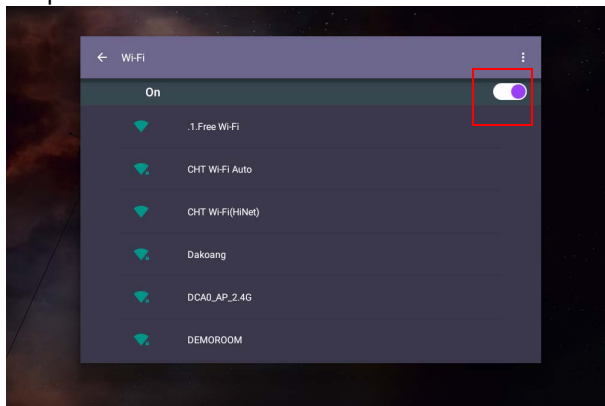 Wi-Fi
On
.1.Free Wi-Fi
CHT Wi-Fi Auto
CHT Wi-Fi(HiNet)
Dakoang
DCA0_AP_2.4G
DEMOROOM